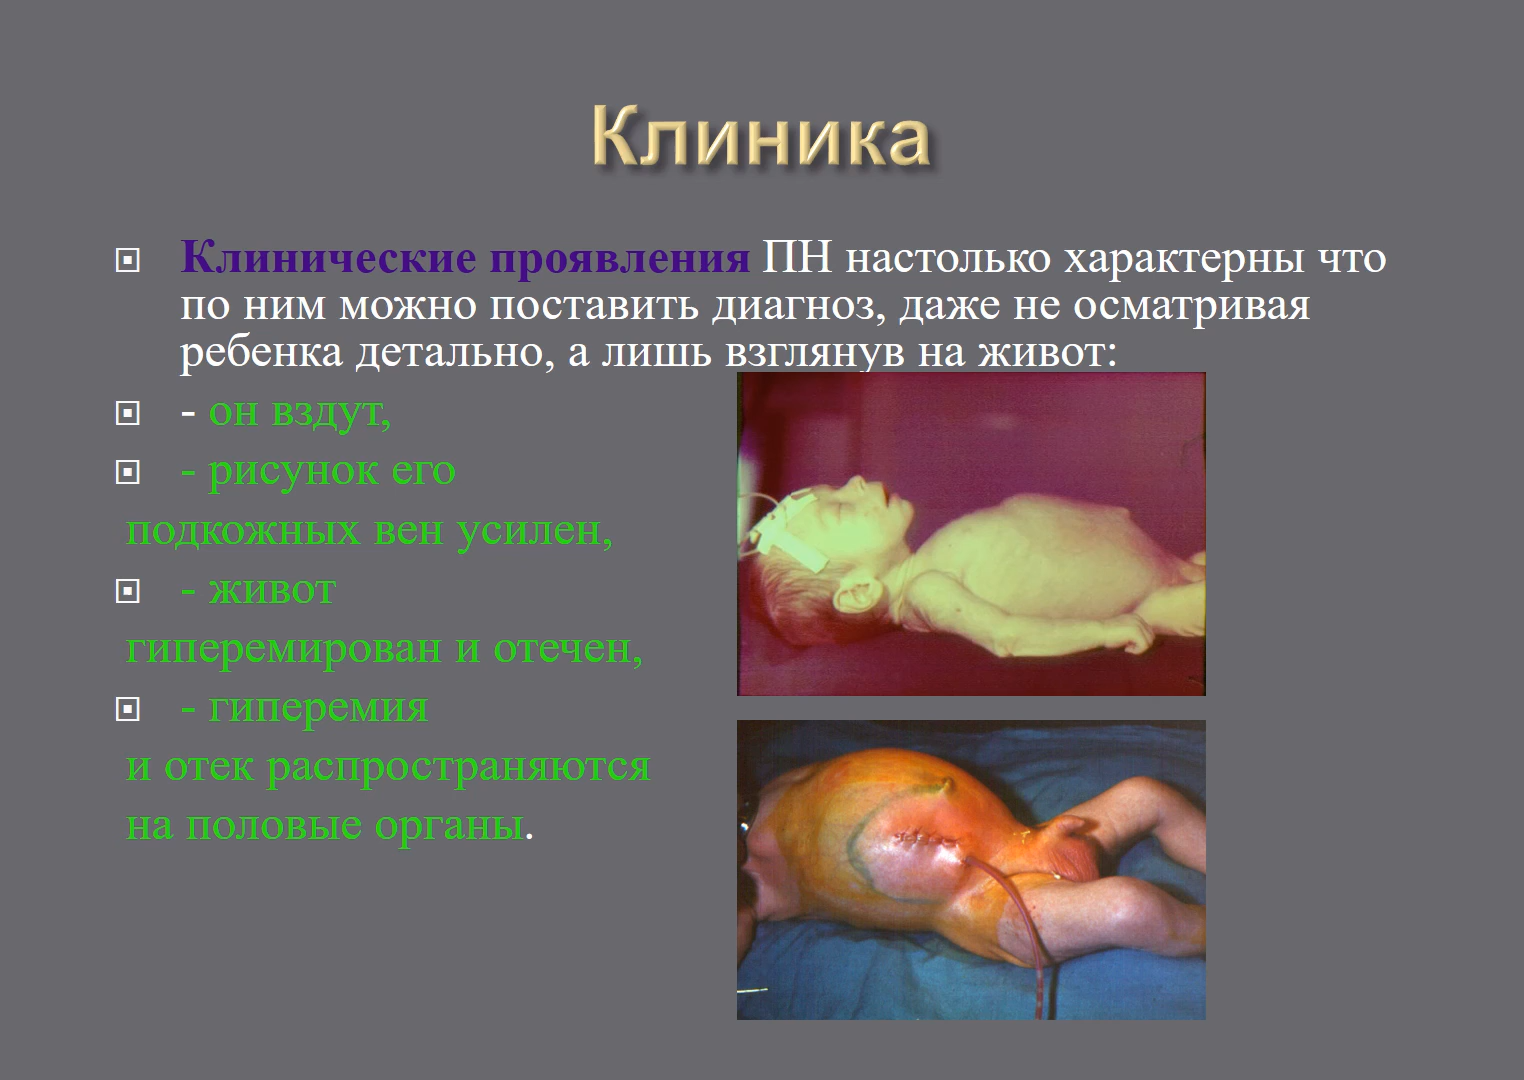 Клиника
Клинические проявления ПН настолько характерны что
по ним можно поставить диагноз, даже не осматривая
ребенка детально, а лишь взглянув на живот:
- он вздут,
- рисунок его
подкожных вен усилен,
- живот
гиперемирован и отечен,
- гиперемия
и отек распространяются
на половые органы.